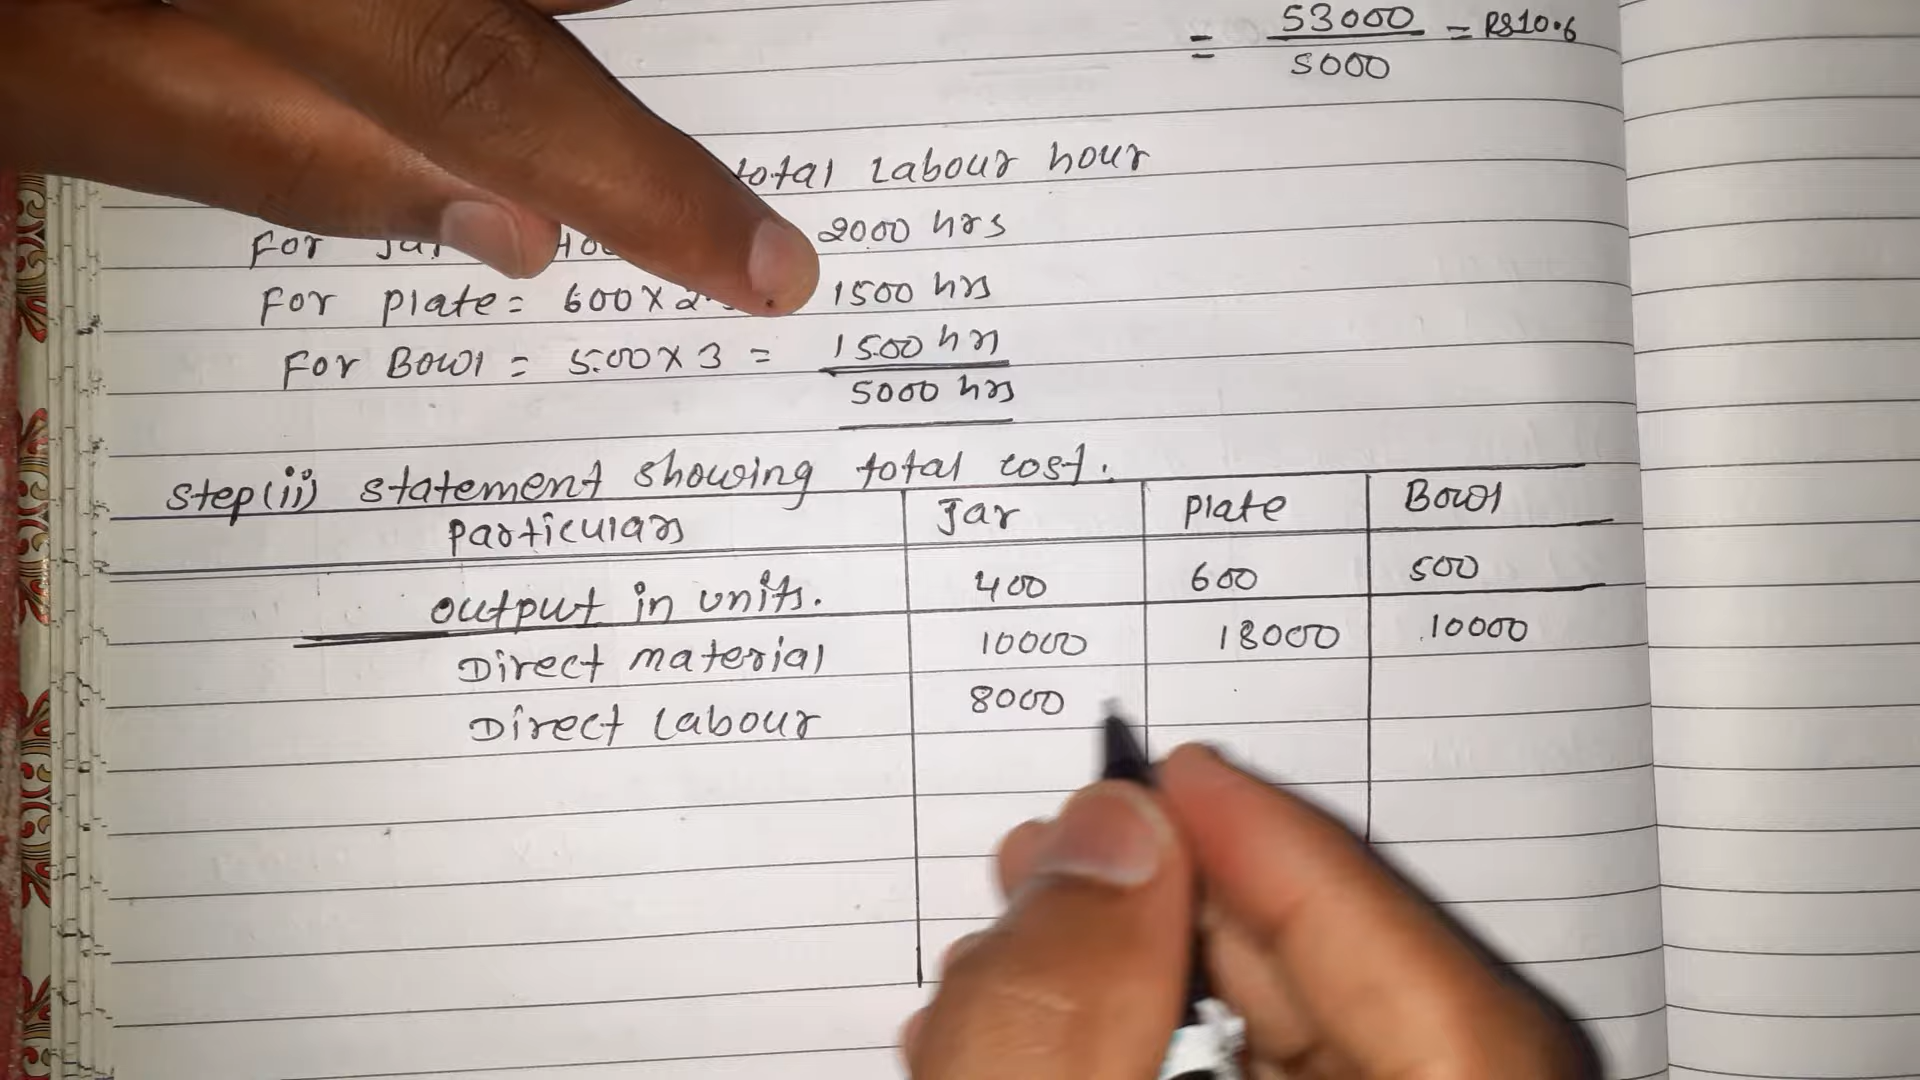 = 53000 / 5000 = RS10.6
total Labour hour
For Jar 2000 hrs
For plate = 600 × 2.5 1500 hrs
For Bowl = 500 × 3 = 1500 hrs
5000 hrs
Step(ii) statement showing total cost.
Particulars Jar Plate Bowl
output in units. 400 600 500
Direct material 10000 18000 10000
Direct Labour 8000